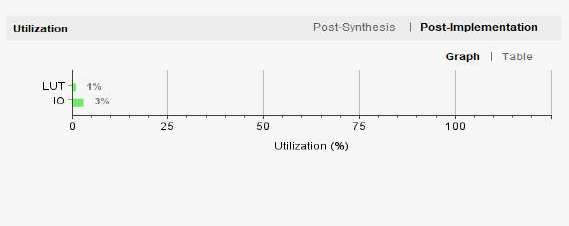 Utilization Post-Synthesis | Post-Implementation
Graph | Table
LUT 1%
IO 3%
0 25 50 75 100
Utilization (%)